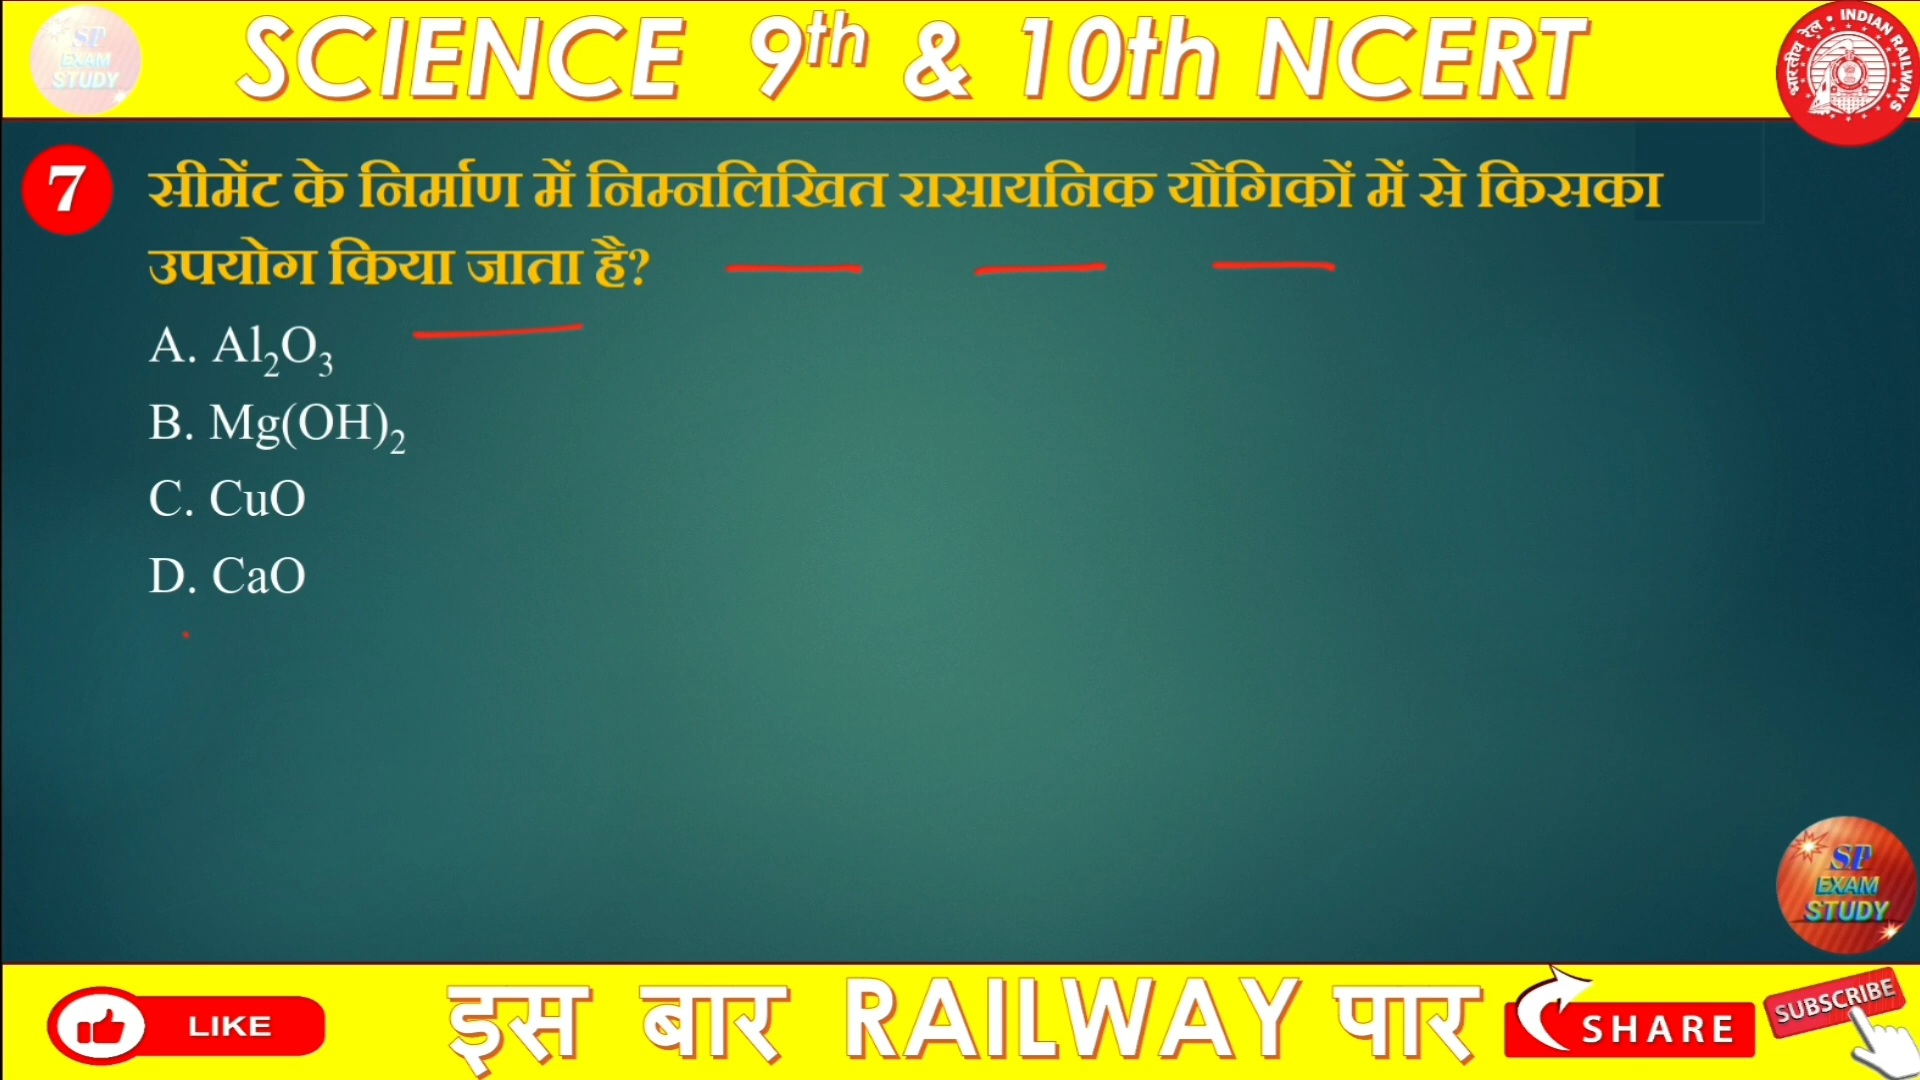 ST
EXAM
STUDY
SCIENCE 9th & 10th NCERT
भारतीय रेल • INDIAN RAILWAYS
7
सीमेंट के निर्माण में निम्नलिखित रासायनिक यौगिकों में से किसका
उपयोग किया जाता है?
A. Al₂O₃
B. Mg(OH)₂
C. CuO
D. CaO
SP
EXAM
STUDY
LIKE
इस बार RAILWAY पार
SHARE
SUBSCRIBE